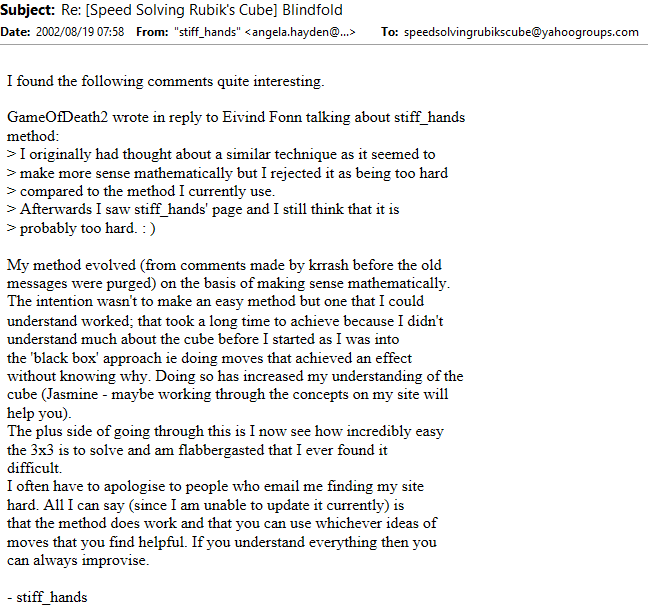 Subject: Re: [Speed Solving Rubik's Cube] Blindfold
Date: 2002/08/19 07:58 From: "stiff_hands" <angela.hayden@...> To: speedsolvingrubikscube@yahoogroups.com
I found the following comments quite interesting.
GameOfDeath2 wrote in reply to Eivind Fonn talking about stiff_hands
method:
> I originally had thought about a similar technique as it seemed to
> make more sense mathematically but I rejected it as being too hard
> compared to the method I currently use.
> Afterwards I saw stiff_hands' page and I still think that it is
> probably too hard. : )
My method evolved (from comments made by krrash before the old
messages were purged) on the basis of making sense mathematically.
The intention wasn't to make an easy method but one that I could
understand worked; that took a long time to achieve because I didn't
understand much about the cube before I started as I was into
the 'black box' approach ie doing moves that achieved an effect
without knowing why. Doing so has increased my understanding of the
cube (Jasmine - maybe working through the concepts on my site will
help you).
The plus side of going through this is I now see how incredibly easy
the 3x3 is to solve and am flabbergasted that I ever found it
difficult.
I often have to apologise to people who email me finding my site
hard. All I can say (since I am unable to update it currently) is
that the method does work and that you can use whichever ideas of
moves that you find helpful. If you understand everything then you
can always improvise.
- stiff_hands